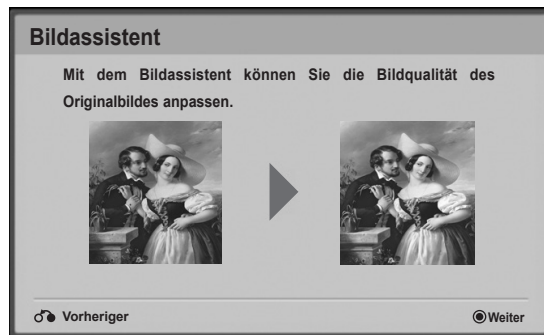 Bildassistent
Mit dem Bildassistent können Sie die Bildqualität des
Originalbildes anpassen.
Vorheriger
Weiter